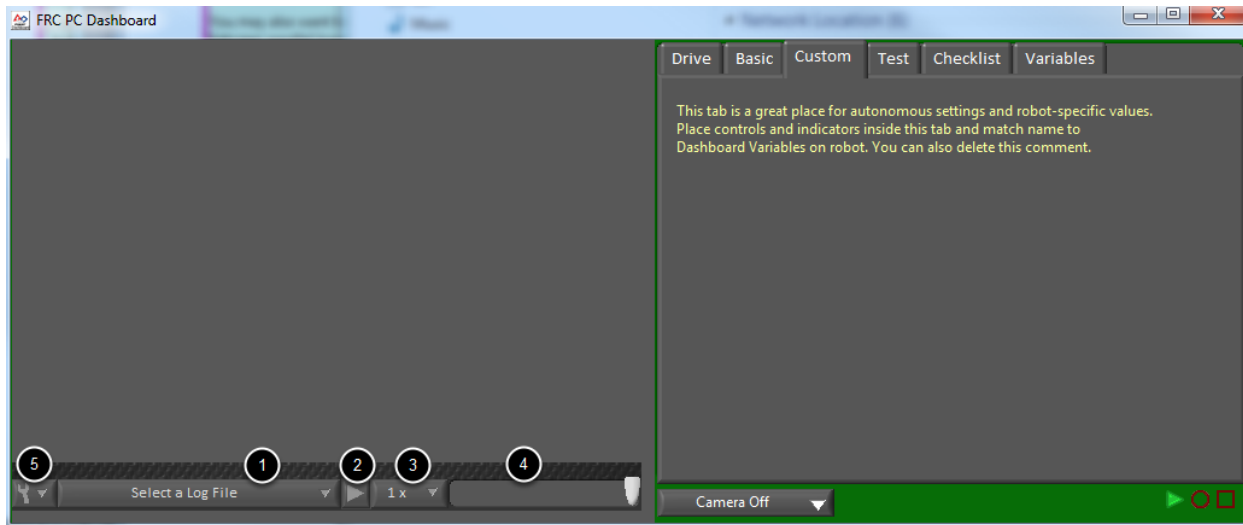 FRC PC Dashboard
Drive Basic Custom Test Checklist Variables
This tab is a great place for autonomous settings and robot-specific values.
Place controls and indicators inside this tab and match name to
Dashboard Variables on robot. You can also delete this comment.
5 1 2 3 4
Select a Log File 1 x
Camera Off